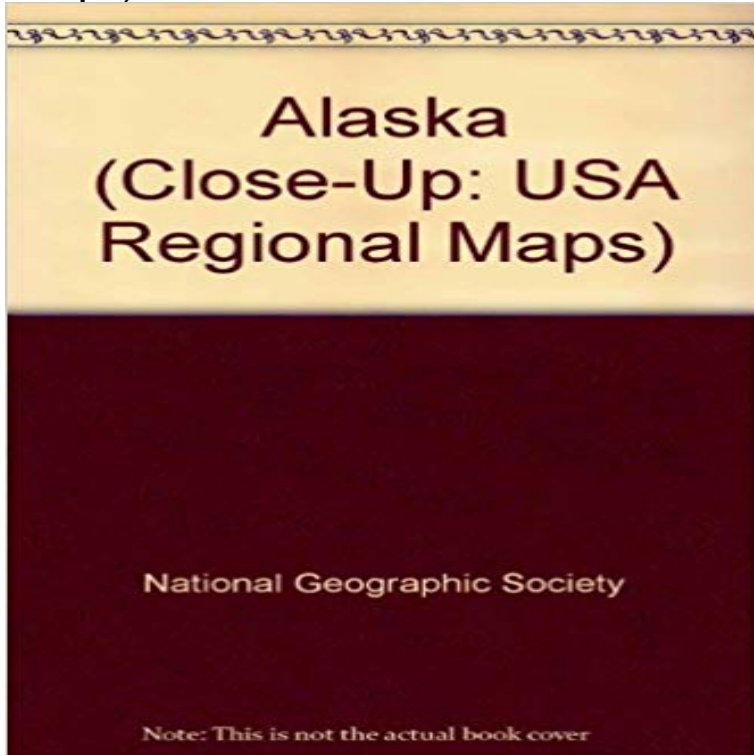 Alaska
(Close-Up: USA
Regional Maps)
National Geographic Society
Note: This is not the actual book cover